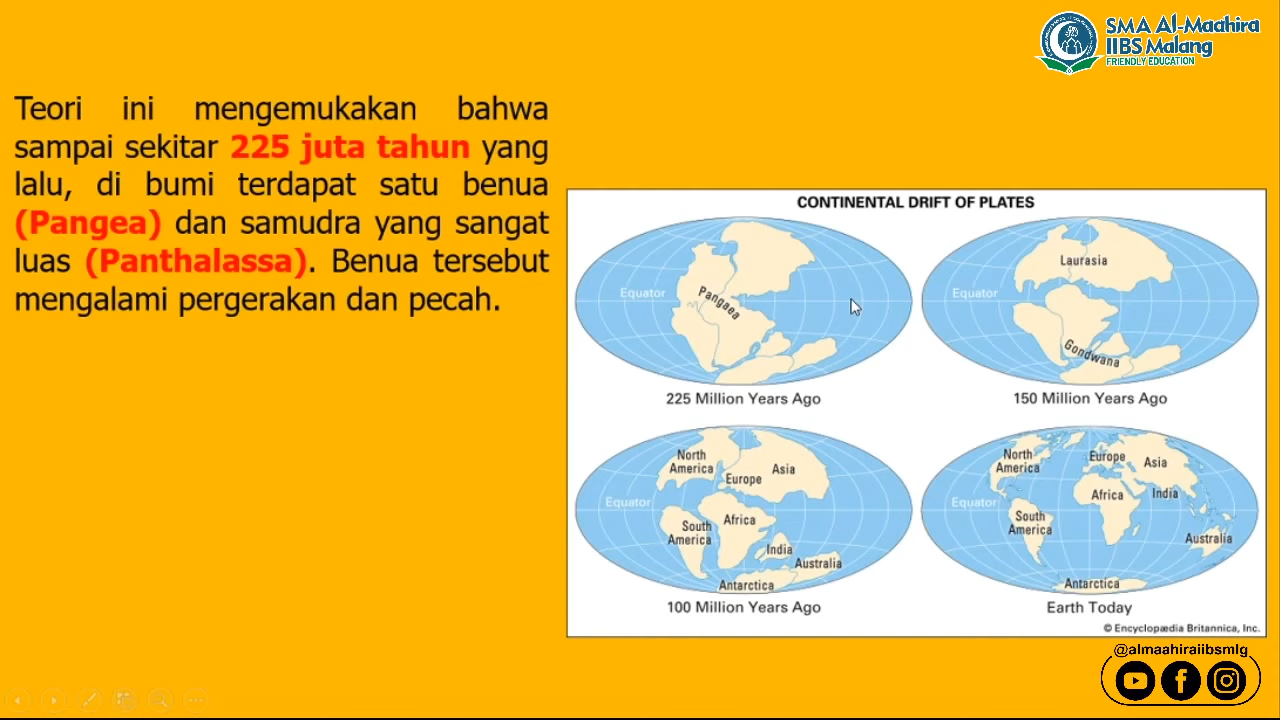 SMA Al-Maahira
IIBS Malang
FRIENDLY EDUCATION
Teori ini mengemukakan bahwa
sampai sekitar 225 juta tahun yang
lalu, di bumi terdapat satu benua
(Pangea) dan samudra yang sangat
luas (Panthalassa). Benua tersebut
mengalami pergerakan dan pecah.
CONTINENTAL DRIFT OF PLATES
Equator
Pangaea
225 Million Years Ago
Equator
Laurasia
Gondwana
150 Million Years Ago
North
America
Europe
Asia
Equator
South
America
Africa
India
Australia
Antarctica
100 Million Years Ago
North
America
Europe
Asia
Equator
Africa
India
South
America
Australia
Antarctica
Earth Today
© Encyclopædia Britannica, Inc.
@almaahiraiibsmlg